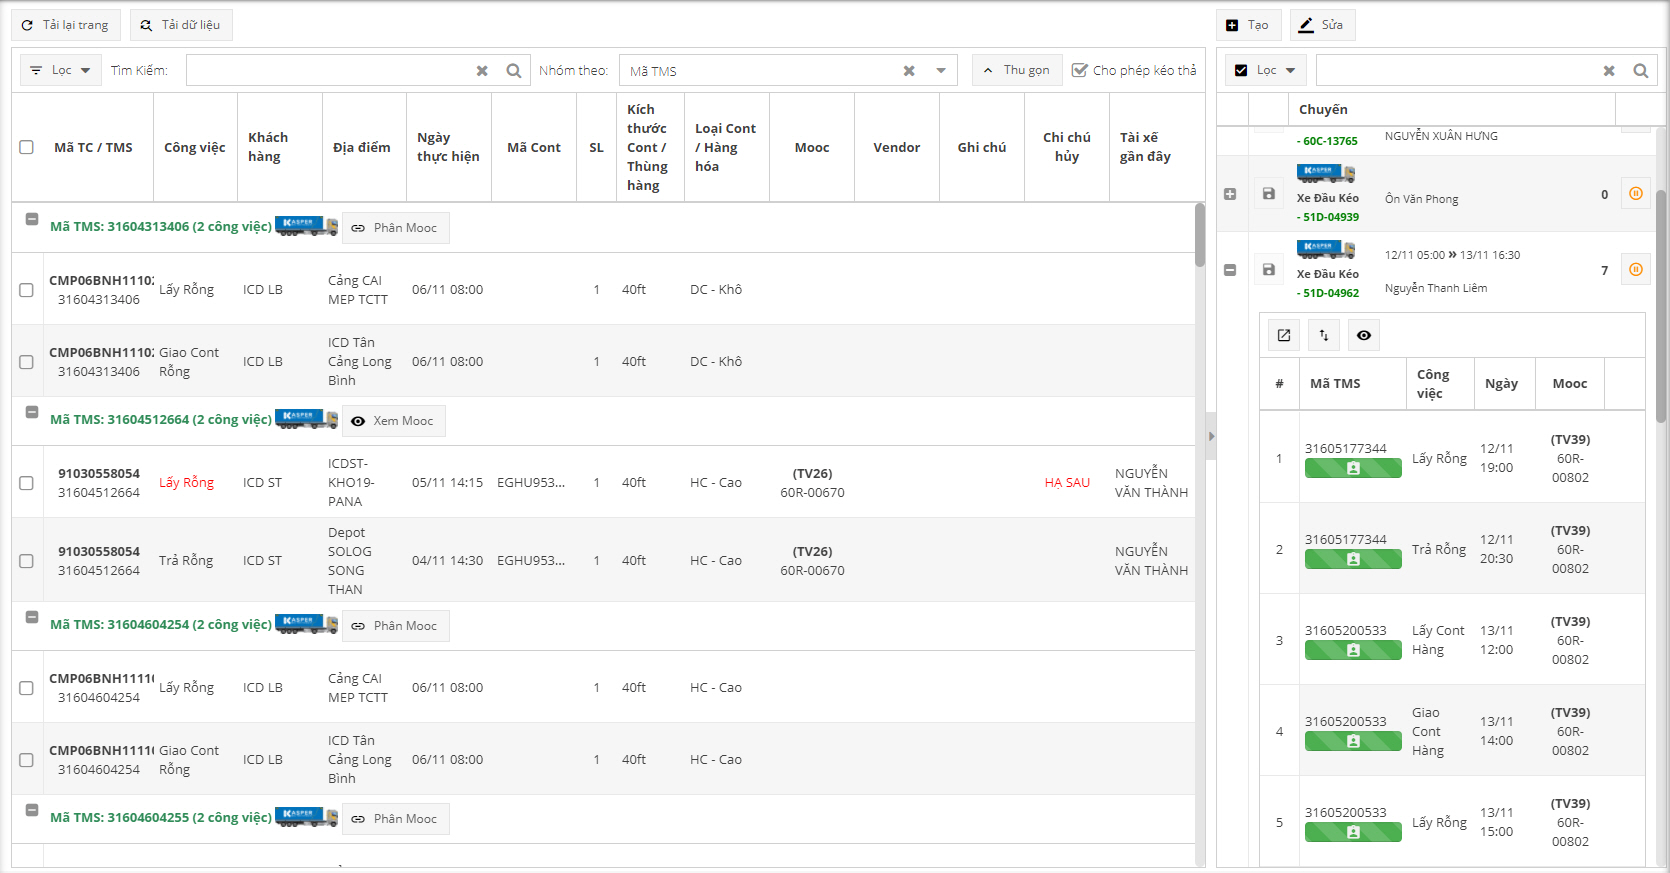 Tải lại trang
Tải dữ liệu
Lọc
Tìm Kiếm:
Nhóm theo:
Mã TMS
Thu gọn
Cho phép kéo thả
Mã TC / TMS
Công việc
Khách
hàng
Địa điểm
Ngày
thực hiện
Mã Cont
SL
Kích
thước
Cont /
Thùng
hàng
Loại Cont
/ Hàng
hóa
Mooc
Vendor
Ghi chú
Chi chú
hủy
Tài xế
gần đây
Mã TMS: 31604313406 (2 công việc)
KASPER
Phân Mooc
CMP06BNH11102
31604313406
Lấy Rỗng
ICD LB
Cảng CAI
MEP TCTT
06/11 08:00
1
40ft
DC - Khô
CMP06BNH11102
31604313406
Giao Cont
Rỗng
ICD LB
ICD Tân
Cảng Long
Bình
06/11 08:00
1
40ft
DC - Khô
Mã TMS: 31604512664 (2 công việc)
KASPER
Xem Mooc
91030558054
31604512664
Lấy Rỗng
ICD ST
ICDST-
KHO19-
PANA
05/11 14:15
EGHU953...
1
40ft
HC - Cao
(TV26)
60R-00670
HẠ SAU
NGUYỄN
VĂN THÀNH
91030558054
31604512664
Trả Rỗng
ICD ST
Depot
SOLOG
SONG
THAN
04/11 14:30
EGHU953...
1
40ft
HC - Cao
(TV26)
60R-00670
NGUYỄN
VĂN THÀNH
Mã TMS: 31604604254 (2 công việc)
KASPER
Phân Mooc
CMP06BNH11110
31604604254
Lấy Rỗng
ICD LB
Cảng CAI
MEP TCTT
06/11 08:00
1
40ft
HC - Cao
CMP06BNH11110
31604604254
Giao Cont
Rỗng
ICD LB
ICD Tân
Cảng Long
Bình
06/11 08:00
1
40ft
HC - Cao
Mã TMS: 31604604255 (2 công việc)
KASPER
Phân Mooc
Tạo
Sửa
Lọc
Chuyến
- 60C-13765
NGUYỄN XUÂN HƯNG
KASPER
Xe Đầu Kéo
- 51D-04939
Ôn Văn Phong
0
KASPER
Xe Đầu Kéo
- 51D-04962
12/11 05:00 » 13/11 16:30
Nguyễn Thanh Liêm
7
#
Mã TMS
Công
việc
Ngày
Mooc
1
31605177344
Lấy Rỗng
12/11
19:00
(TV39)
60R-
00802
2
31605177344
Trả Rỗng
12/11
20:30
(TV39)
60R-
00802
3
31605200533
Lấy Cont
Hàng
13/11
12:00
(TV39)
60R-
00802
4
31605200533
Giao
Cont
Hàng
13/11
14:00
(TV39)
60R-
00802
5
31605200533
Lấy Rỗng
13/11
15:00
(TV39)
60R-
00802